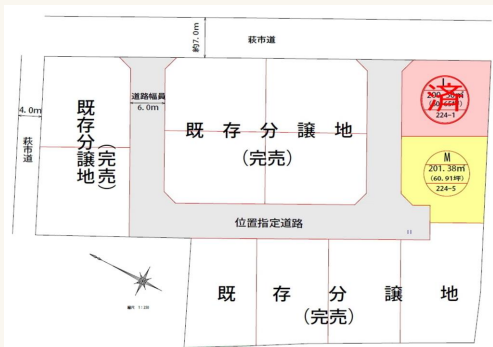 萩市道
約7.0m
4.0m
萩市道
既存分譲地
(完売)
道路幅員
6.0m
既存分譲地
(完売)
L
済
224-1
M
201.38㎡
(60.91坪)
224-5
位置指定道路
既存分譲地
(完売)